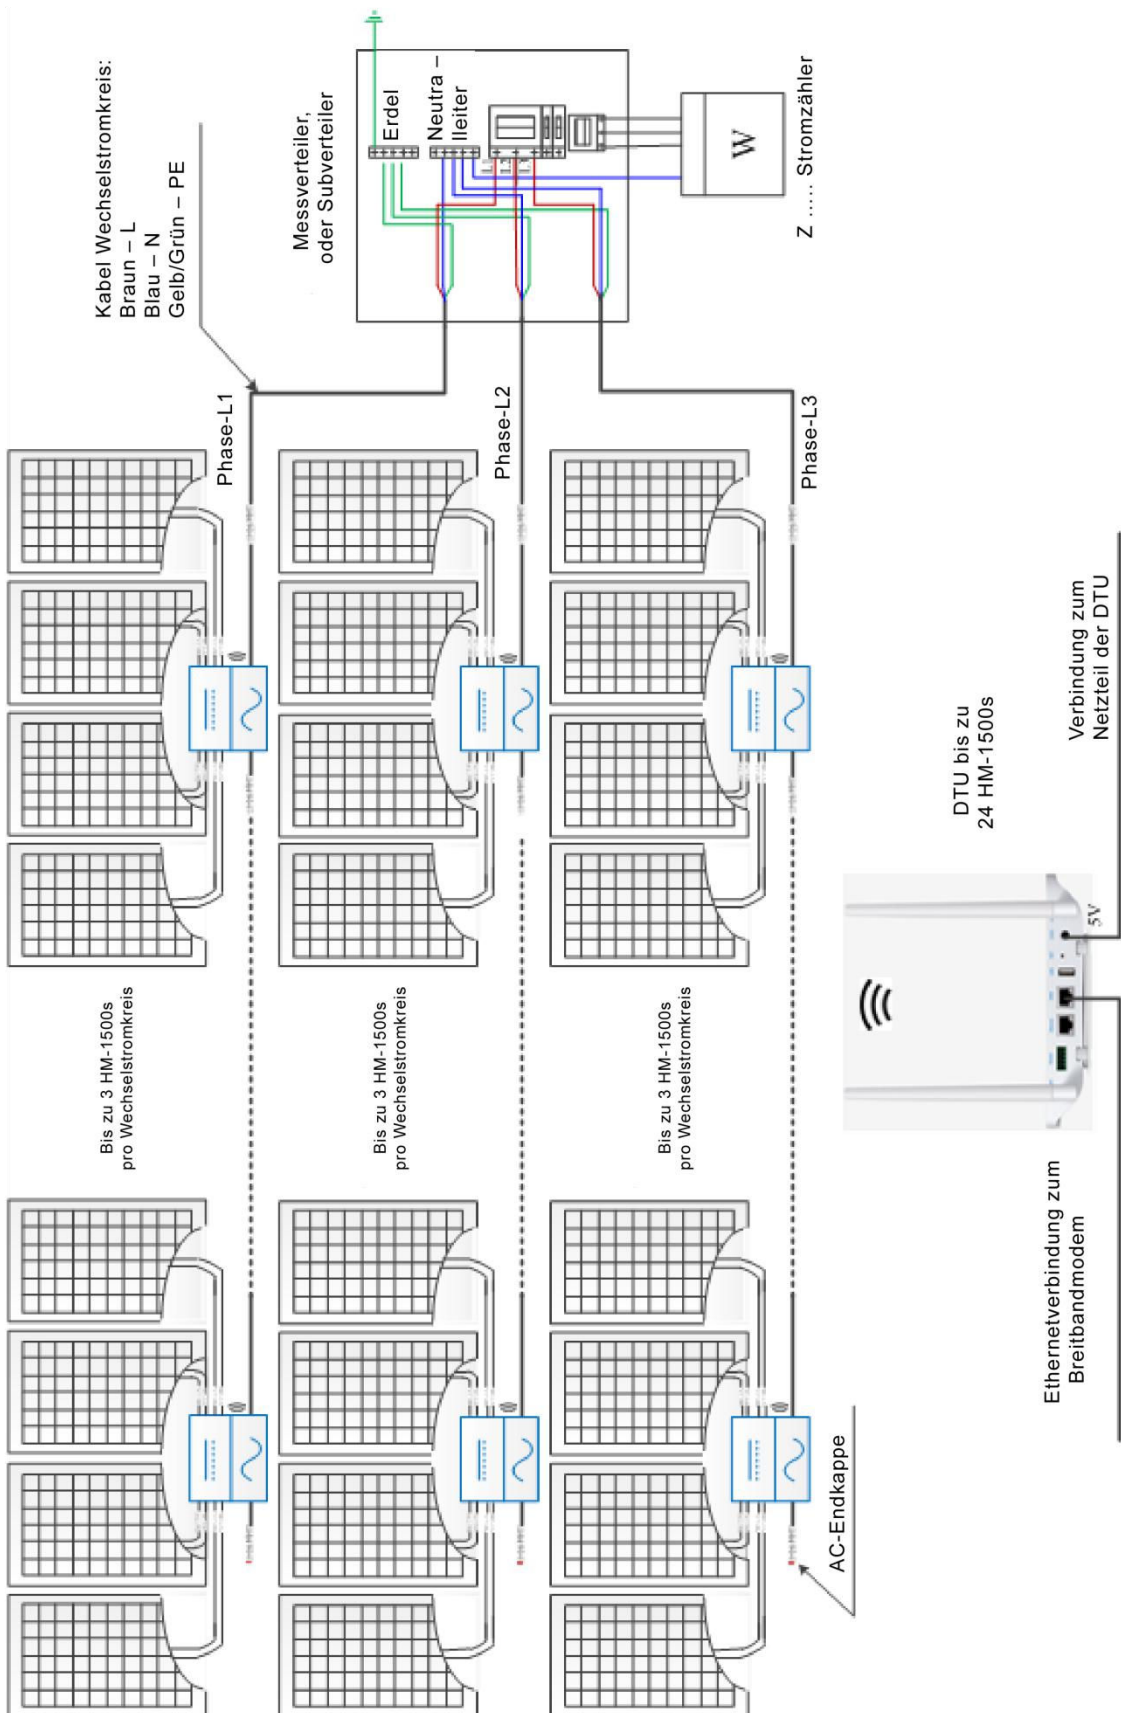 Kabel Wechselstromkreis:
Braun – L
Blau – N
Gelb/Grün – PE
Messverteiler,
oder Subverteiler
Erdel
Neutra –
lleiter
L1
L2
L3
W
Z ..... Stromzähler
Phase-L1
Phase-L2
Phase-L3
Bis zu 3 HM-1500s
pro Wechselstromkreis
Bis zu 3 HM-1500s
pro Wechselstromkreis
Bis zu 3 HM-1500s
pro Wechselstromkreis
DTU bis zu
24 HM-1500s
Verbindung zum
Netzteil der DTU
5V
Ethernetverbindung zum
Breitbandmodem
AC-Endkappe